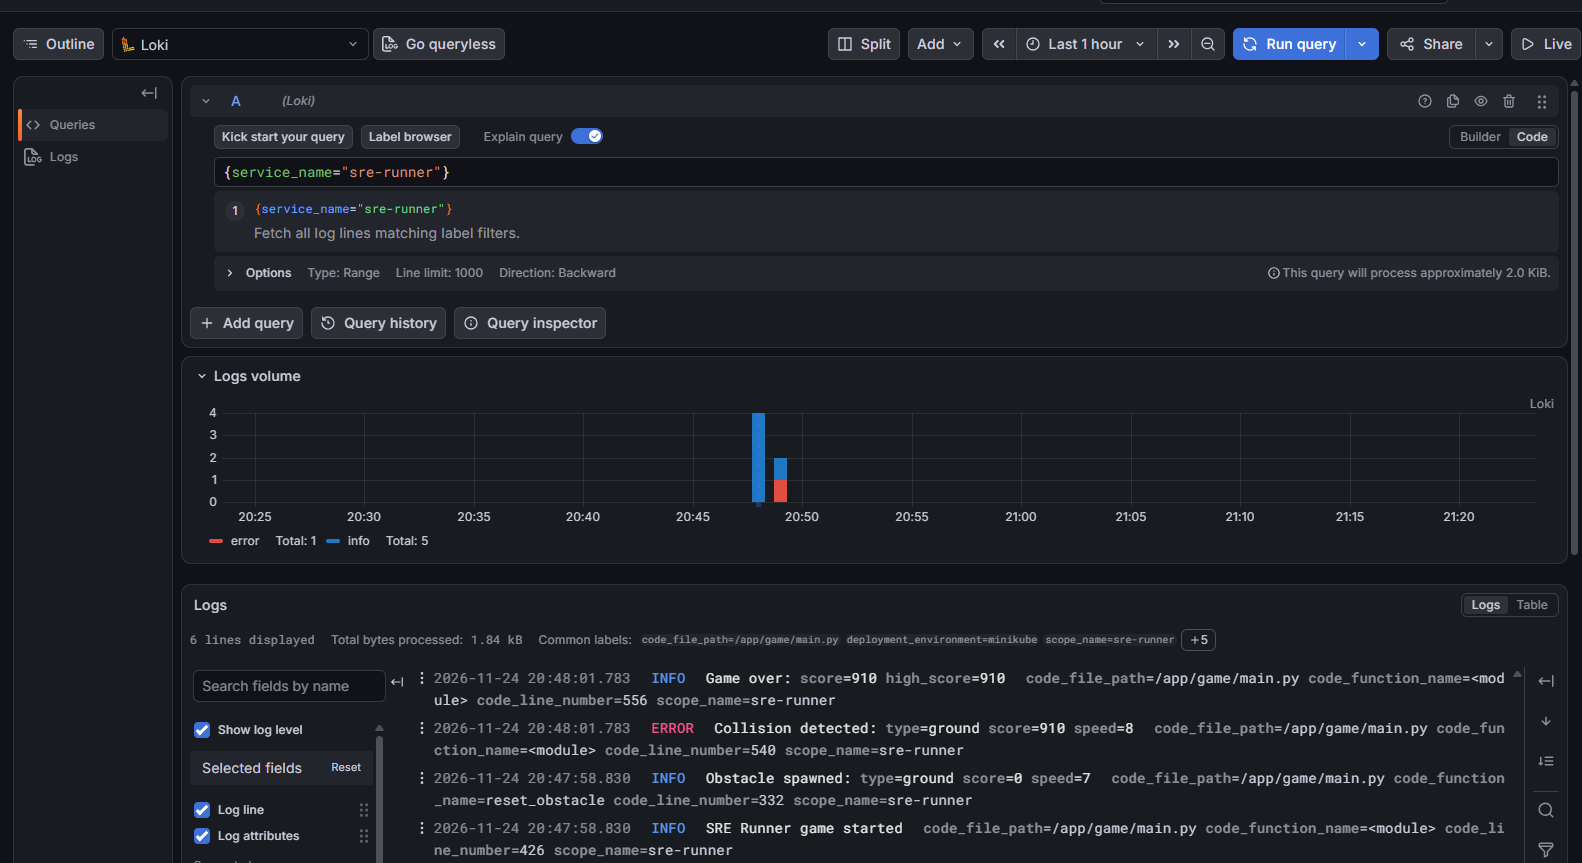 Outline
Loki
Go queryless
Split
Add
Last 1 hour
Run query
Share
Live
Queries
Logs
A (Loki)
Kick start your query
Label browser
Explain query
Builder
Code
{service_name="sre-runner"}
1 {service_name="sre-runner"}
Fetch all log lines matching label filters.
Options Type: Range Line limit: 1000 Direction: Backward
This query will process approximately 2.0 KiB.
+ Add query
Query history
Query inspector
Logs volume
Loki
4
3
2
1
0
20:25 20:30 20:35 20:40 20:45 20:50 20:55 21:00 21:05 21:10 21:15 21:20
error Total: 1 info Total: 5
Logs
Logs Table
6 lines displayed Total bytes processed: 1.84 kB Common labels: code_file_path=/app/game/main.py deployment_environment=minikube scope_name=sre-runner +5
Search fields by name
Show log level
Selected fields Reset
Log line
Log attributes
2026-11-24 20:48:01.783 INFO Game over: score=910 high_score=910 code_file_path=/app/game/main.py code_function_name=<mod
ule> code_line_number=556 scope_name=sre-runner
2026-11-24 20:48:01.783 ERROR Collision detected: type=ground score=910 speed=8 code_file_path=/app/game/main.py code_fun
ction_name=<module> code_line_number=540 scope_name=sre-runner
2026-11-24 20:47:58.830 INFO Obstacle spawned: type=ground score=0 speed=7 code_file_path=/app/game/main.py code_function
_name=reset_obstacle code_line_number=332 scope_name=sre-runner
2026-11-24 20:47:58.830 INFO SRE Runner game started code_file_path=/app/game/main.py code_function_name=<module> code_li
ne_number=426 scope_name=sre-runner